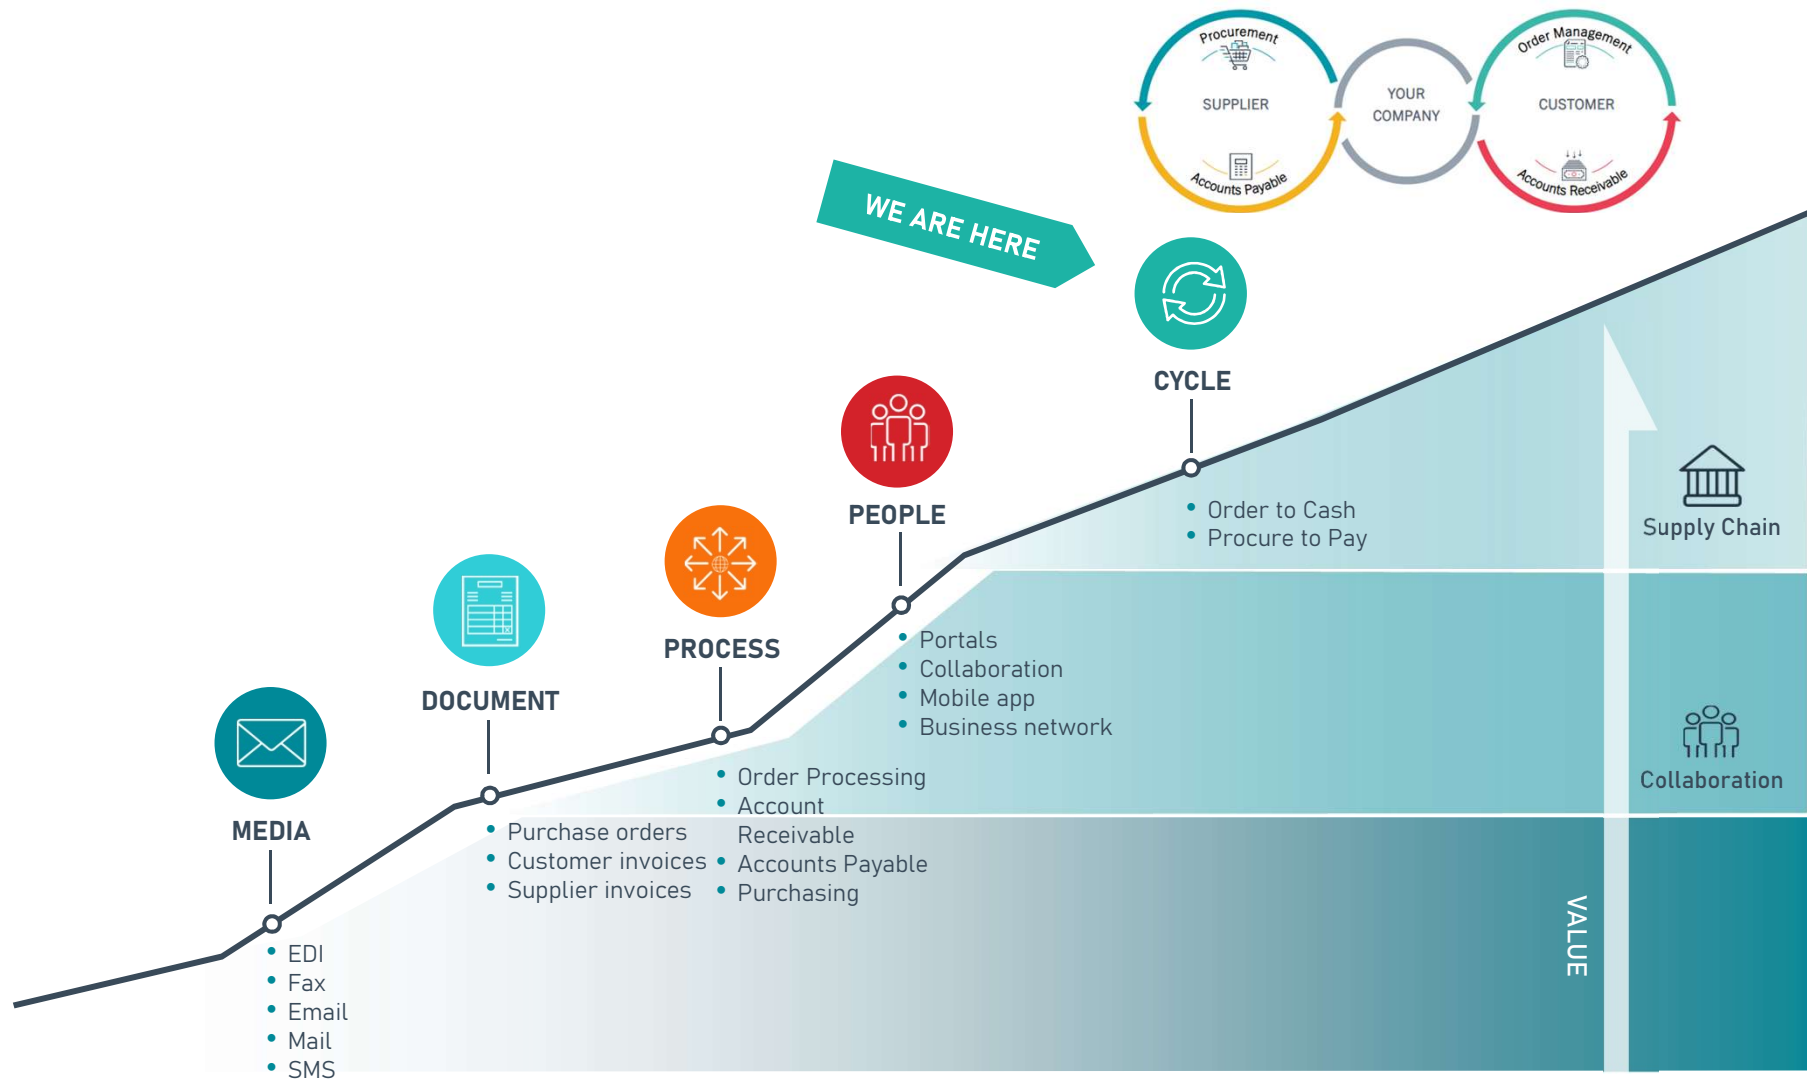 Procurement
SUPPLIER
Accounts Payable
YOUR
COMPANY
Order Management
CUSTOMER
Accounts Receivable
WE ARE HERE
CYCLE
Order to Cash
Procure to Pay
PEOPLE
Portals
Collaboration
Mobile app
Business network
PROCESS
Order Processing
Account
Receivable
Accounts Payable
Purchasing
DOCUMENT
Purchase orders
Customer invoices
Supplier invoices
MEDIA
EDI
Fax
Email
Mail
SMS
Supply Chain
Collaboration
VALUE